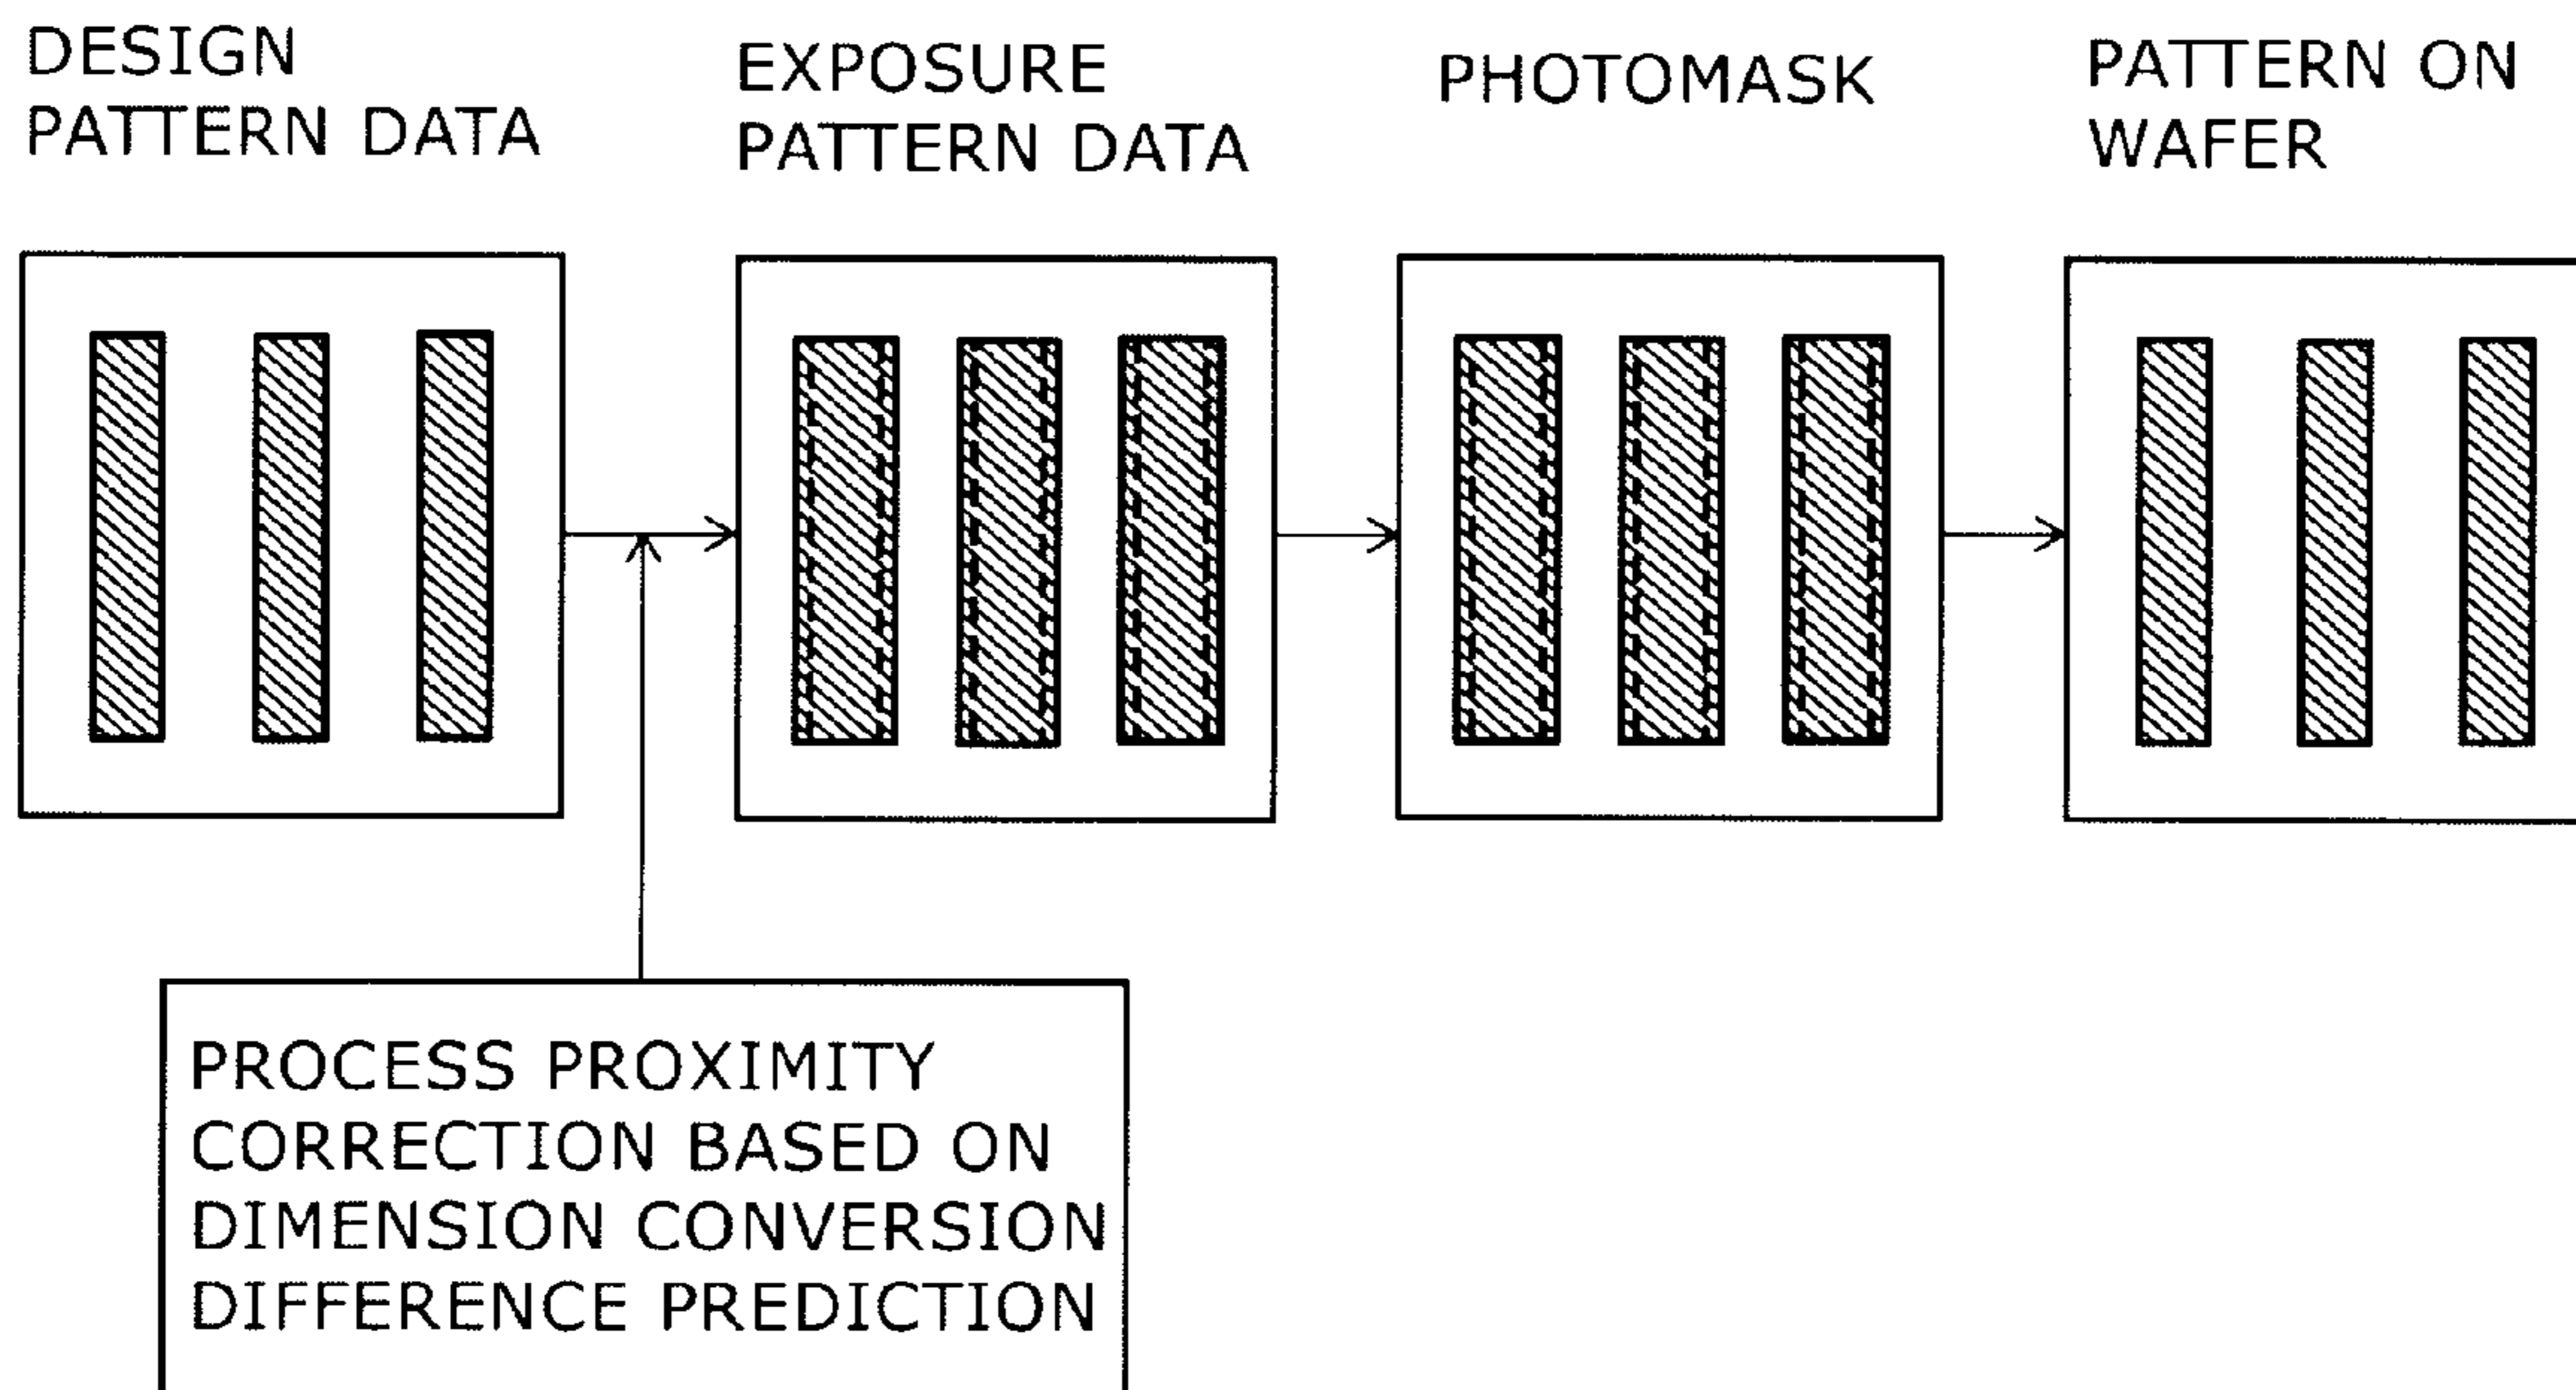 DESIGN
PATTERN DATA
EXPOSURE
PATTERN DATA
PHOTOMASK
PATTERN ON
WAFER
PROCESS PROXIMITY
CORRECTION BASED ON
DIMENSION CONVERSION
DIFFERENCE PREDICTION